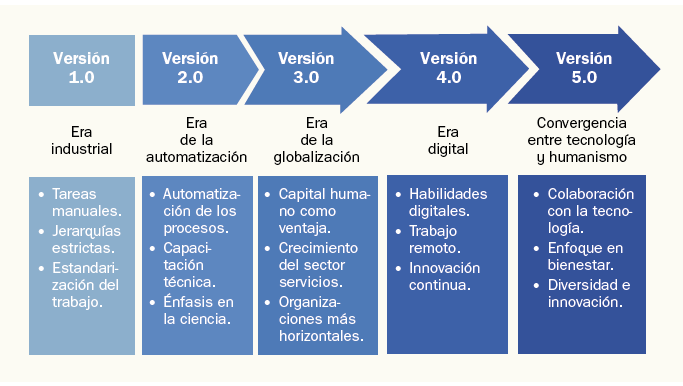 Versión
1.0
Versión
2.0
Versión
3.0
Versión
4.0
Versión
5.0
Era
industrial
Era
de la
automatización
Era
de la
globalización
Era
digital
Convergencia
entre tecnología
y humanismo
• Tareas
manuales.
• Jerarquías
estrictas.
• Estandari-
zación del
trabajo.
• Automatiza-
ción de los
procesos.
• Capaci-
tación
técnica.
• Énfasis en
la ciencia.
• Capital huma-
no como
ventaja.
• Crecimiento
del sector
servicios.
• Organiza-
ciones más
horizontales.
• Habilidades
digitales.
• Trabajo
remoto.
• Innovación
continua.
• Colaboración
con la tecno-
logía.
• Enfoque en
bienestar.
• Diversidad e
innovación.